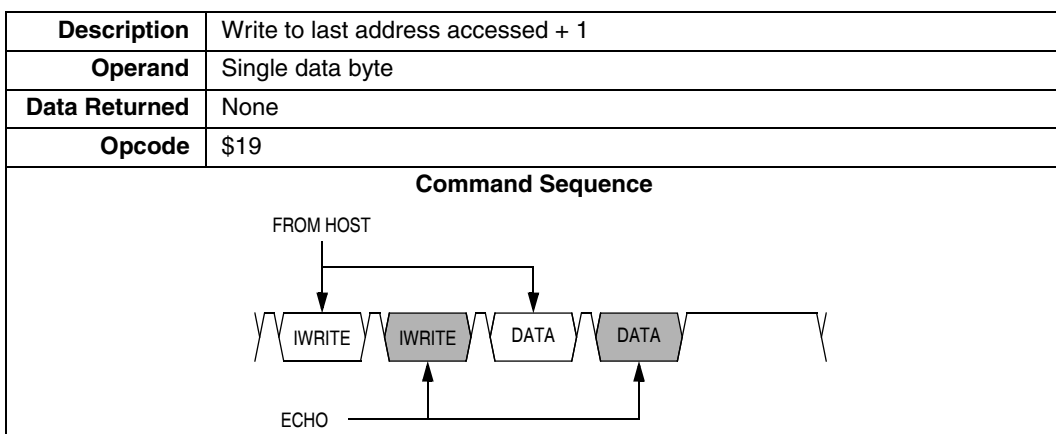 Description Write to last address accessed + 1
Operand Single data byte
Data Returned None
Opcode $19
Command Sequence
FROM HOST
IWRITE IWRITE DATA DATA
ECHO